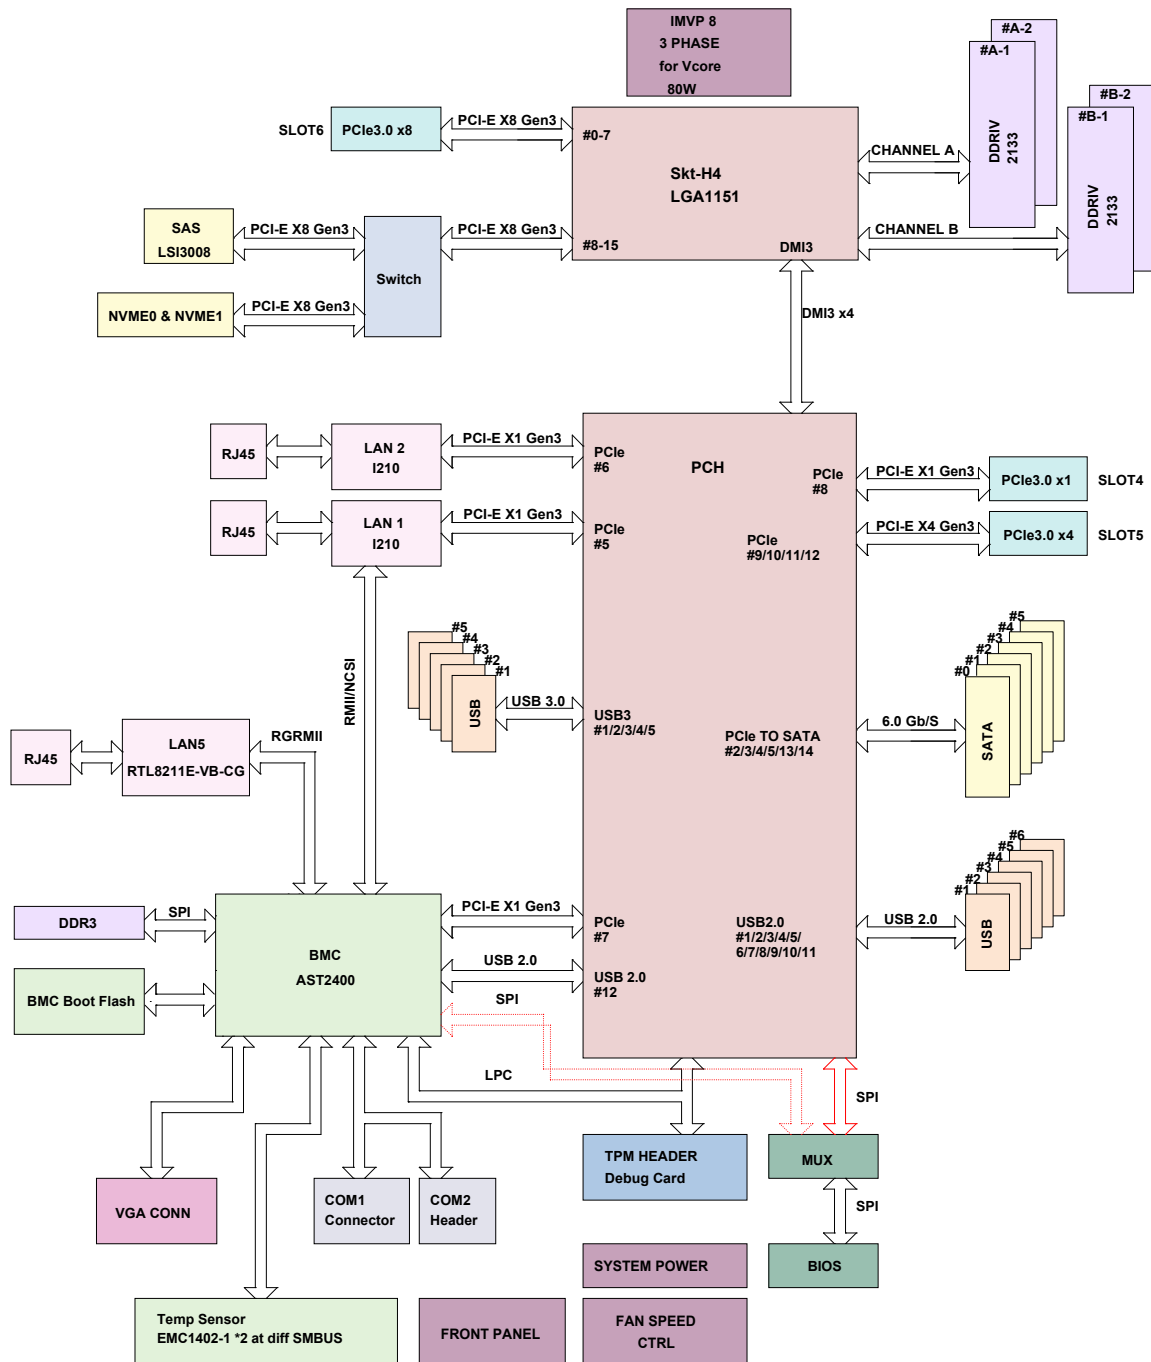 IMVP 8
3 PHASE
for Vcore
80W
#A-2
#A-1
DDRIV
2133
#B-2
#B-1
DDRIV
2133
SLOT6
PCIe3.0 x8
PCI-E X8 Gen3
#0-7
Skt-H4
LGA1151
CHANNEL A
CHANNEL B
SAS
LSI3008
PCI-E X8 Gen3
Switch
PCI-E X8 Gen3
#8-15
DMI3
NVME0 & NVME1
PCI-E X8 Gen3
DMI3 x4
RJ45
LAN 2
I210
PCI-E X1 Gen3
PCIe
#6
PCH
PCIe
#8
PCI-E X1 Gen3
PCIe3.0 x1
SLOT4
RJ45
LAN 1
I210
PCI-E X1 Gen3
PCIe
#5
PCIe
#9/10/11/12
PCI-E X4 Gen3
PCIe3.0 x4
SLOT5
RMII/NCSI
#5
#4
#3
#2
#1
USB
USB 3.0
USB3
#1/2/3/4/5
#5
#4
#3
#2
#1
#0
SATA
6.0 Gb/S
PCIe TO SATA
#2/3/4/5/13/14
RJ45
LAN5
RTL8211E-VB-CG
RGRMII
#6
#5
#4
#3
#2
#1
USB
USB 2.0
USB2.0
#1/2/3/4/5/
6/7/8/9/10/11
DDR3
SPI
BMC
AST2400
PCI-E X1 Gen3
PCIe
#7
USB 2.0
USB 2.0
#12
BMC Boot Flash
SPI
LPC
SPI
TPM HEADER
Debug Card
MUX
SPI
VGA CONN
COM1
Connector
COM2
Header
SYSTEM POWER
BIOS
Temp Sensor
EMC1402-1 *2 at diff SMBUS
FRONT PANEL
FAN SPEED
CTRL